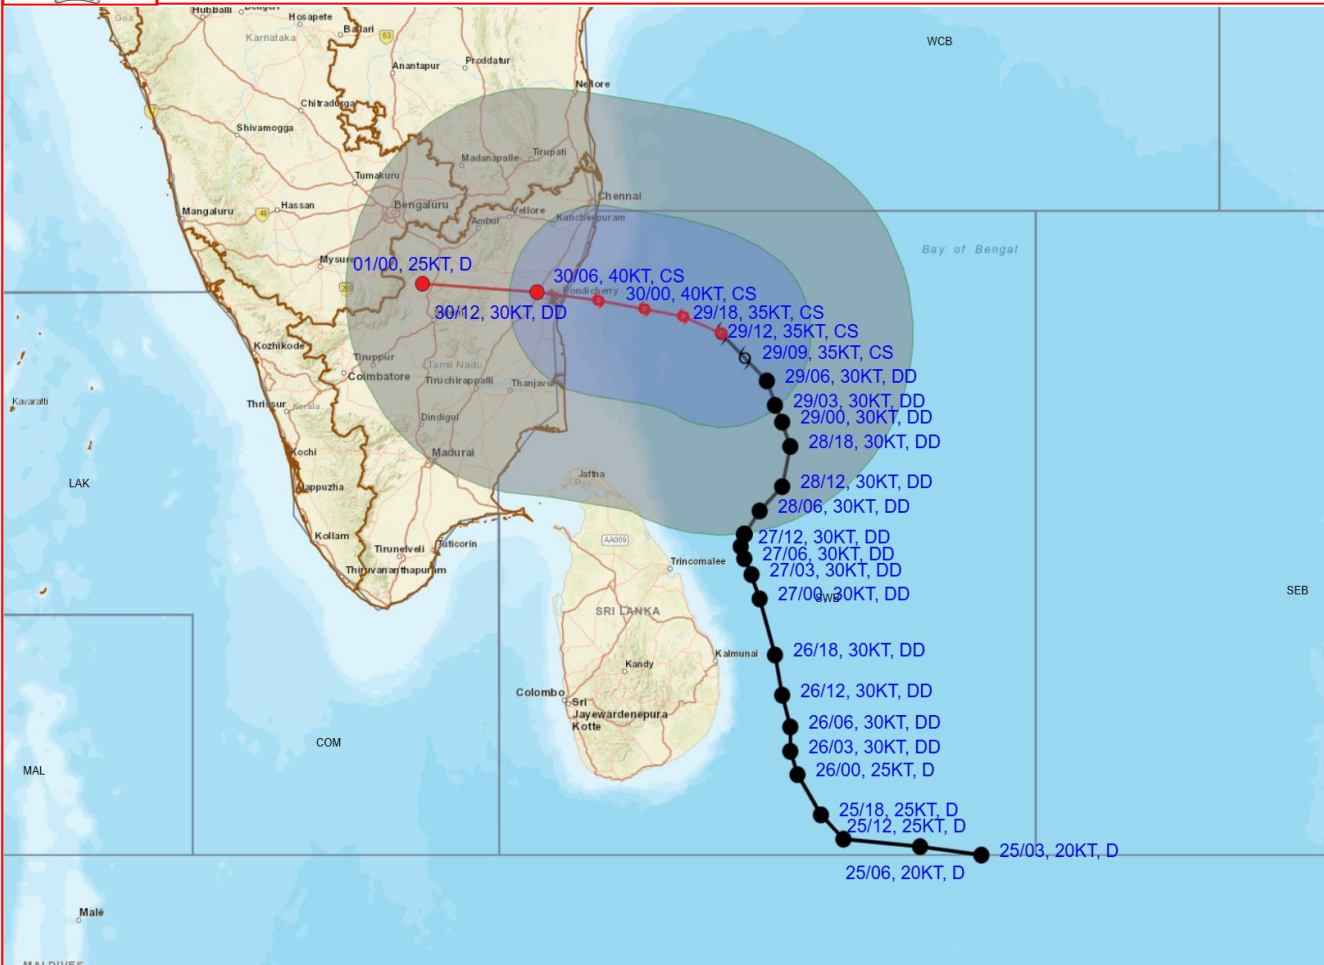 Goa
Hubballi
Hosapete
Ballari
63
Karnataka
WCB
Anantapur
Proddatur
Nellore
Chitradurga
Shivamogga
Madanapalle
Tirupati
Tumakuru
Chennai
Bengaluru
Hassan
48
Mangaluru
Vellore
Kancheepuram
Ambur
Bay of Bengal
Mysuru
01/00, 25KT, D
30/06, 40KT, CS
Pondicherry
30/00, 40KT, CS
30/12, 30KT, DD
29/18, 35KT, CS
29/12, 35KT, CS
Kozhikode
29/09, 35KT, CS
Tiruppur
Tamil Nadu
Coimbatore
Tiruchirappalli
Thanjavur
29/06, 30KT, DD
Kavaratti
Thrissur
Kerala
29/03, 30KT, DD
Dindigul
29/00, 30KT, DD
28/18, 30KT, DD
Kochi
Madurai
Jaffna
LAK
Alappuzha
28/12, 30KT, DD
28/06, 30KT, DD
Kollam
AA009
27/12, 30KT, DD
Tirunelveli
Tuticorin
27/06, 30KT, DD
Trincomalee
Thiruvananthapuram
27/03, 30KT, DD
27/00, 30KT, DD
SWB
SEB
SRI LANKA
Kalmunai
26/18, 30KT, DD
Kandy
Colombo
Sri
Jayewardenepura
Kotte
26/12, 30KT, DD
26/06, 30KT, DD
COM
26/03, 30KT, DD
MAL
26/00, 25KT, D
25/18, 25KT, D
25/12, 25KT, D
25/03, 20KT, D
25/06, 20KT, D
Malé
MALDIVES